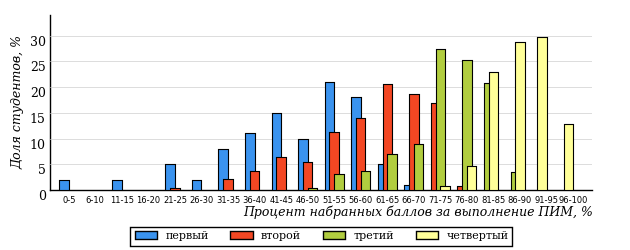 Доля студентов, %
30
25
20
15
10
5
0
0-5 6-10 11-15 16-20 21-25 26-30 31-35 36-40 41-45 46-50 51-55 56-60 61-65 66-70 71-75 76-80 81-85 86-90 91-95 96-100
Процент набранных баллов за выполнение ПИМ, %
первый второй третий четвертый